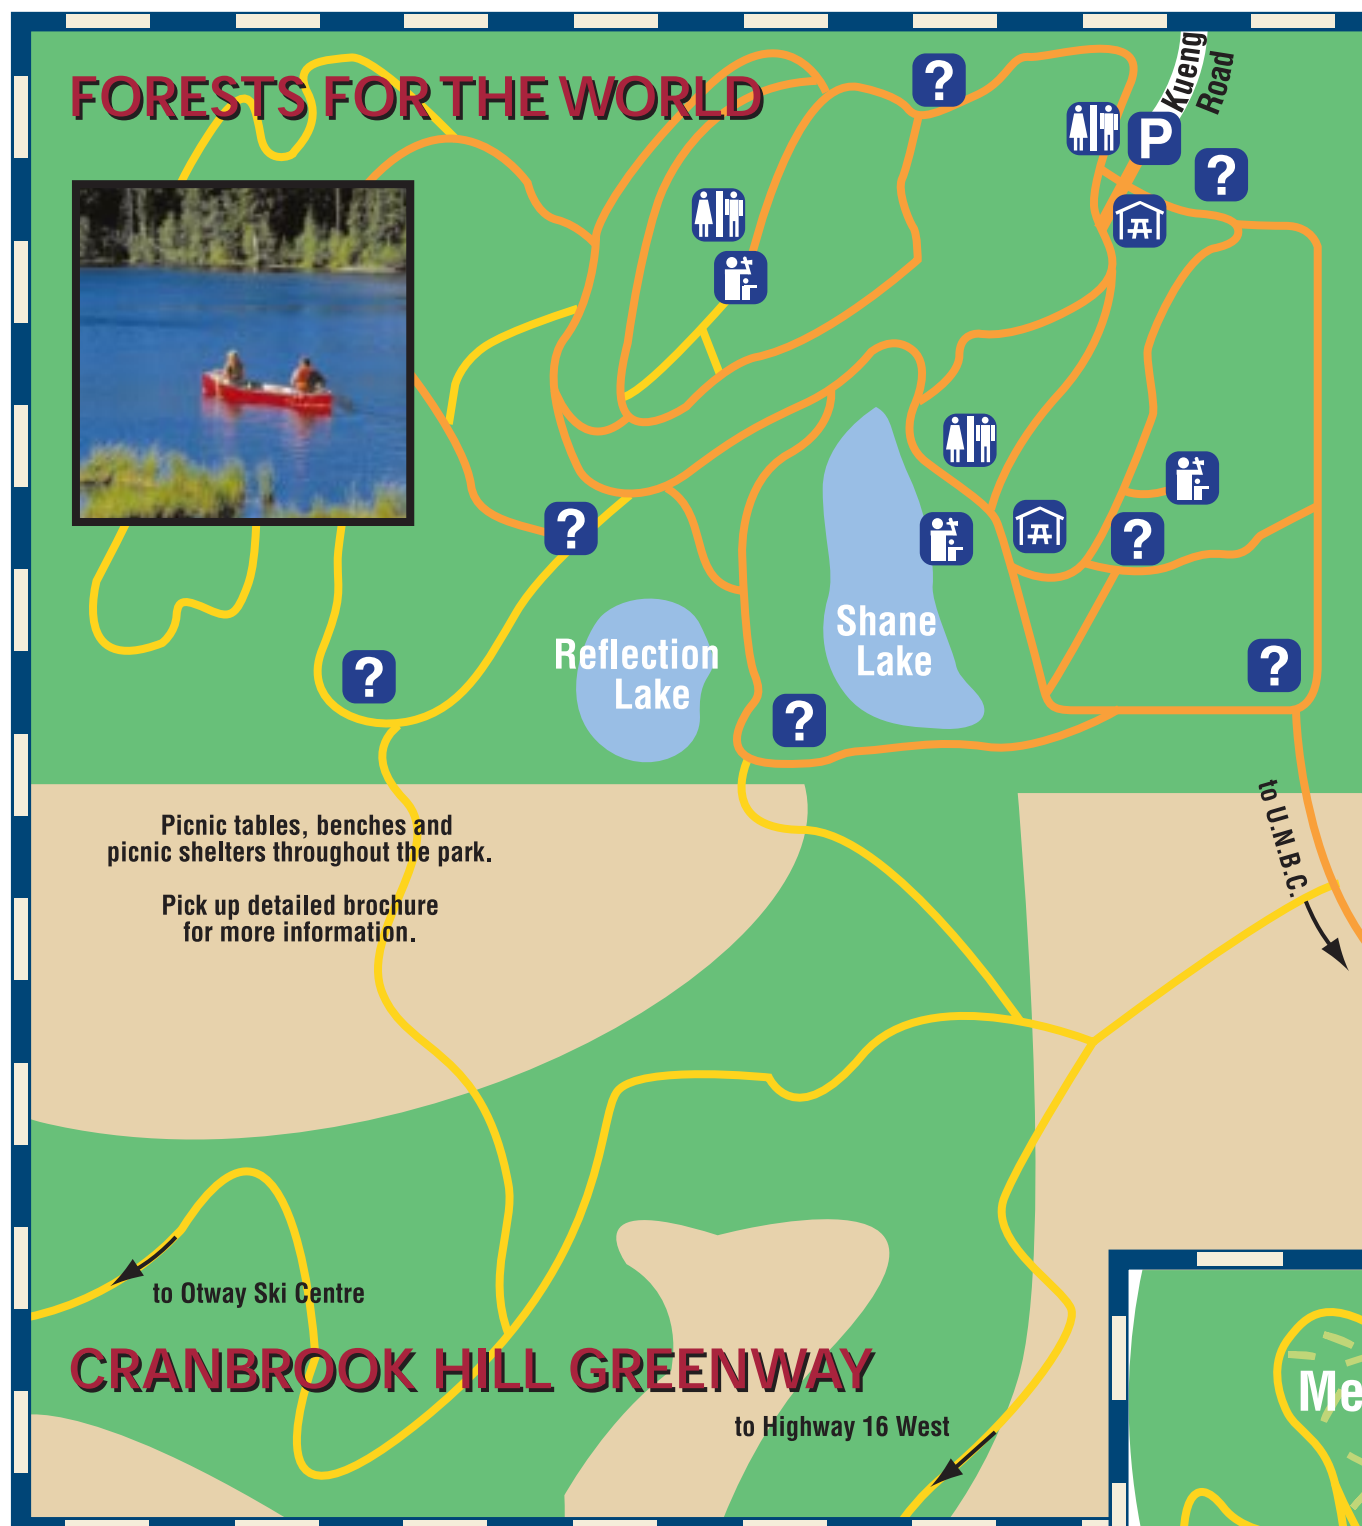 Kueng
Road
FORESTS FOR THE WORLD
?
P
?
?
?
?
Shane
Lake
Reflection
Lake
?
?
?
to U.N.B.C.
Picnic tables, benches and
picnic shelters throughout the park.
Pick up detailed brochure
for more information.
to Otway Ski Centre
CRANBROOK HILL GREENWAY
Me
to Highway 16 West